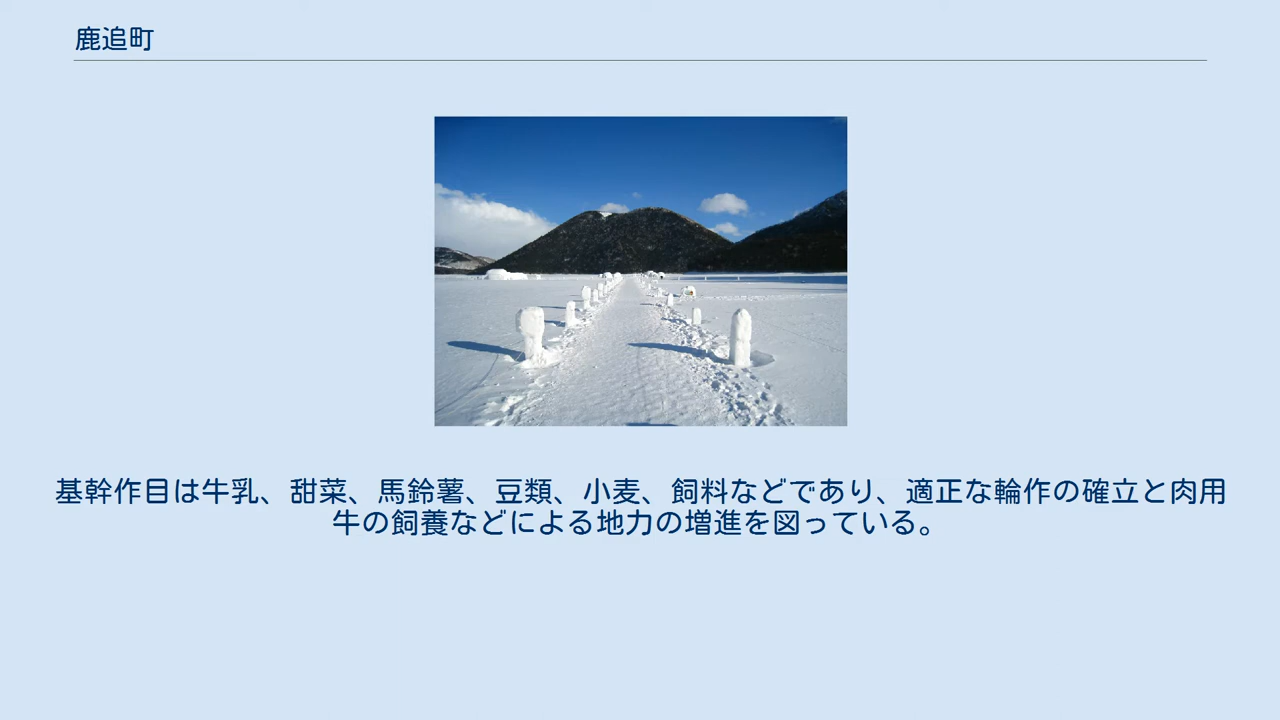 鹿追町
基幹作目は牛乳、甜菜、馬鈴薯、豆類、小麦、飼料などであり、適正な輪作の確立と肉用
牛の飼養などによる地力の増進を図っている。